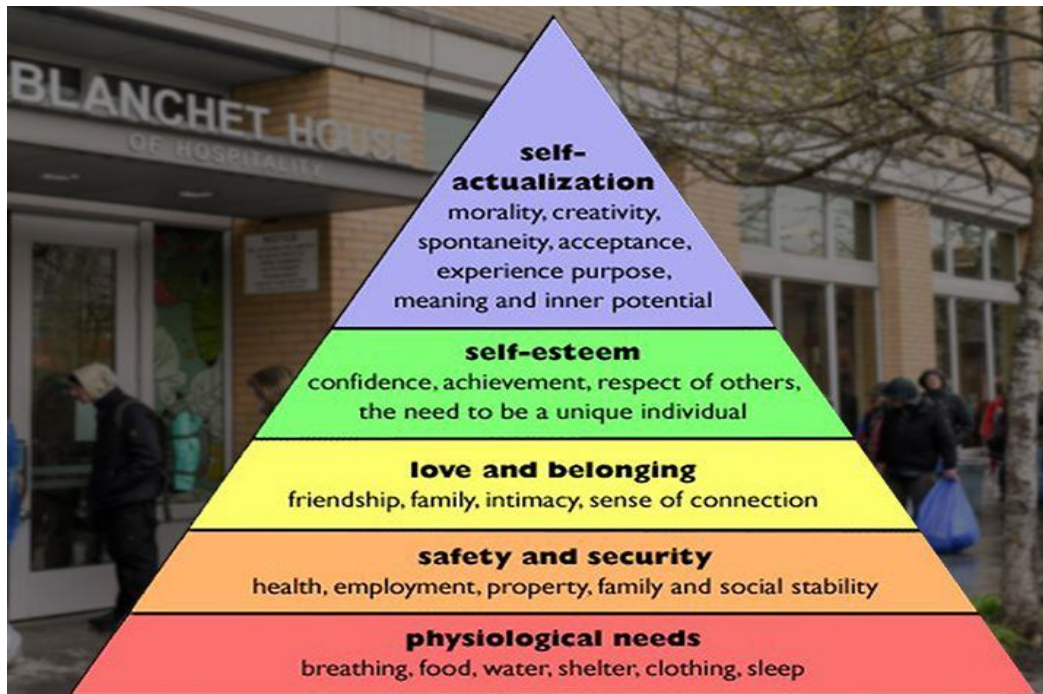 BLANCHET HOUSE
OF HOSPITALITY
NOTICE
self-
actualization
morality, creativity,
spontaneity, acceptance,
experience purpose,
meaning and inner potential
self-esteem
confidence, achievement, respect of others,
the need to be a unique individual
love and belonging
friendship, family, intimacy, sense of connection
safety and security
health, employment, property, family and social stability
physiological needs
breathing, food, water, shelter, clothing, sleep